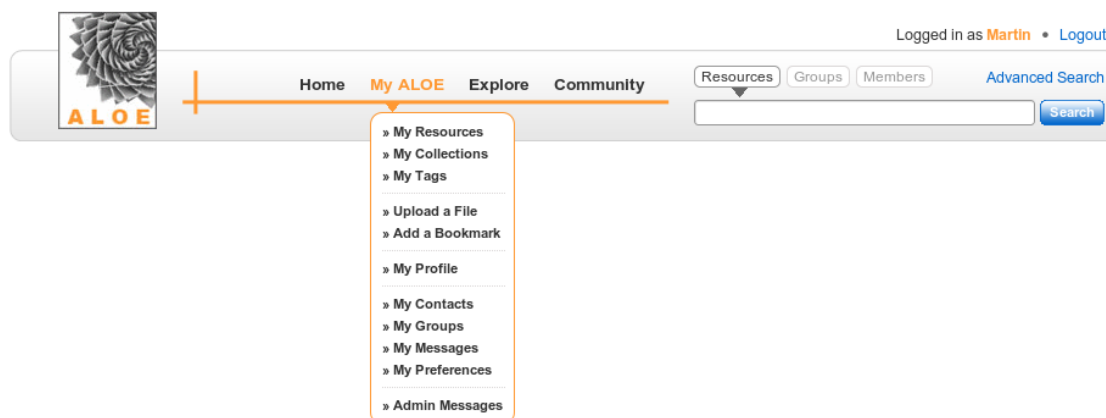 Logged in as Martin • Logout
ALOE
Home My ALOE Explore Community
Resources Groups Members Advanced Search
Search
» My Resources
» My Collections
» My Tags
» Upload a File
» Add a Bookmark
» My Profile
» My Contacts
» My Groups
» My Messages
» My Preferences
» Admin Messages